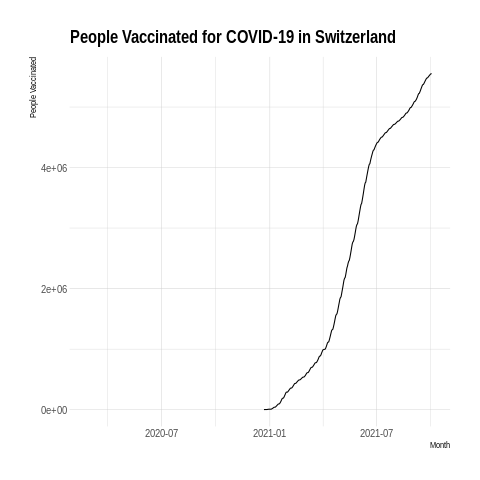 People Vaccinated for COVID-19 in Switzerland
People Vaccinated
4e+06
2e+06
0e+00
2020-07
2021-01
2021-07
Month